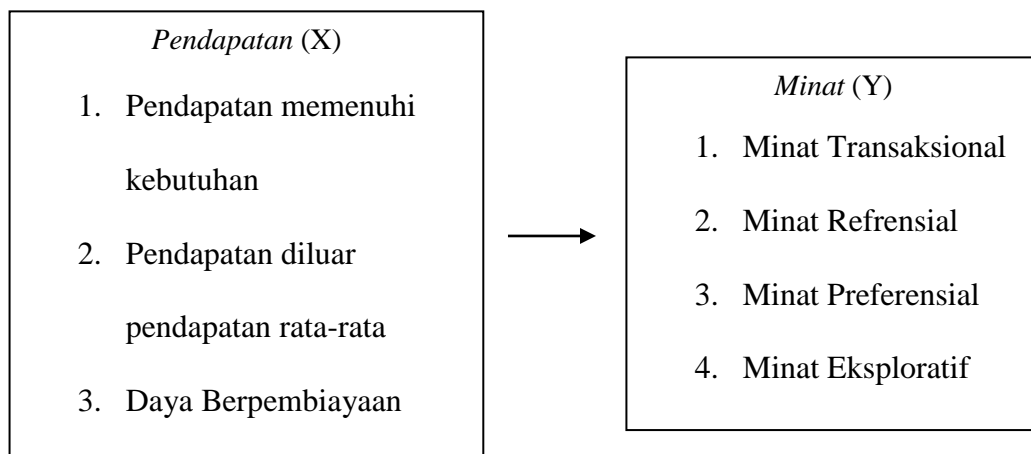 Pendapatan (X)
1. Pendapatan memenuhi
kebutuhan
2. Pendapatan diluar
pendapatan rata-rata
3. Daya Berpembiayaan
Minat (Y)
1. Minat Transaksional
2. Minat Refrensial
3. Minat Preferensial
4. Minat Eksploratif